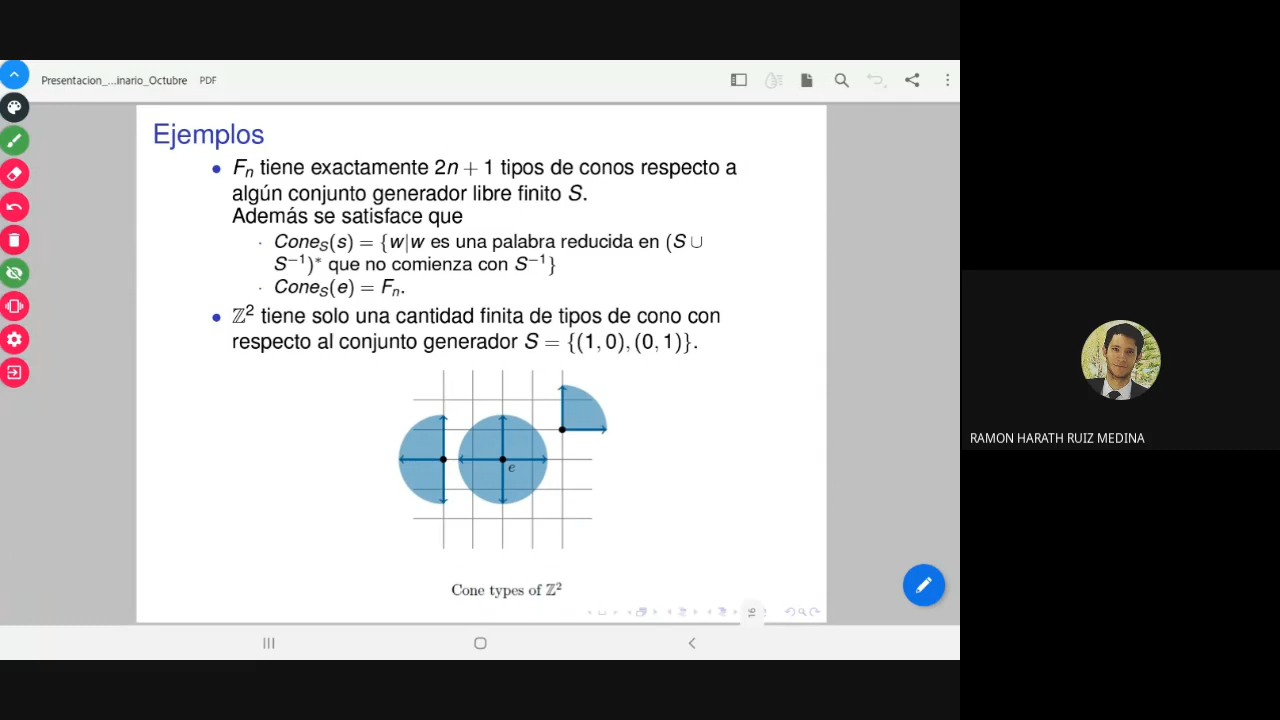 Presentacion_...inario_Octubre PDF
Ejemplos
• Fₙ tiene exactamente 2n + 1 tipos de conos respecto a
algún conjunto generador libre finito S.
Además se satisface que
· Cone_S(s) = {w|w es una palabra reducida en (S ∪
S⁻¹)* que no comienza con S⁻¹}
· Cone_S(e) = Fₙ.
• ℤ² tiene solo una cantidad finita de tipos de cono con
respecto al conjunto generador S = {(1, 0), (0, 1)}.
e
Cone types of ℤ²
16
RAMON HARATH RUIZ MEDINA